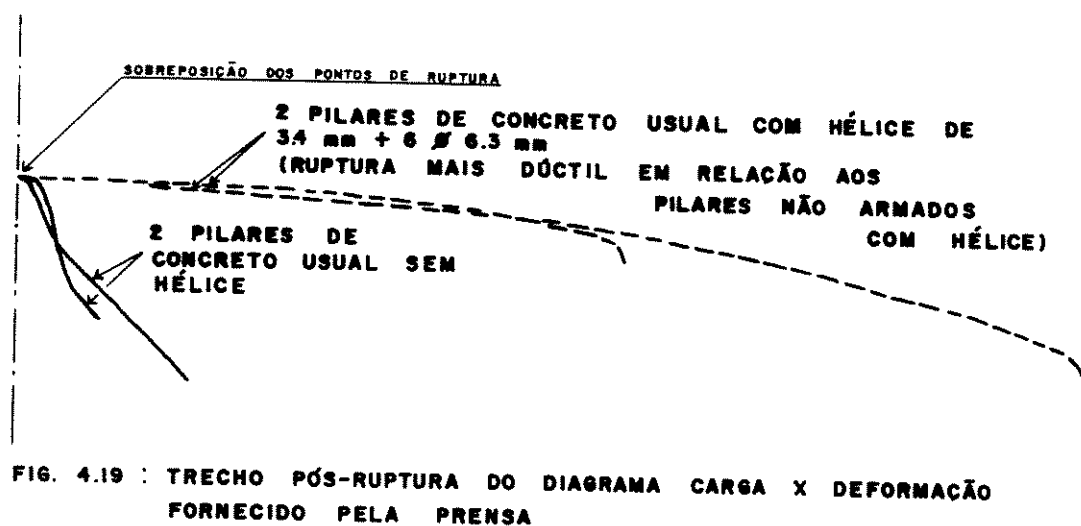 SOBREPOSIÇÃO DOS PONTOS DE RUPTURA
2 PILARES DE CONCRETO USUAL COM HÉLICE DE
3.4 mm + 6 Ø 6.3 mm
(RUPTURA MAIS DÚCTIL EM RELAÇÃO AOS
PILARES NÃO ARMADOS
COM HÉLICE)
2 PILARES DE
CONCRETO USUAL SEM
HÉLICE
FIG. 4.19 : TRECHO PÓS-RUPTURA DO DIAGRAMA CARGA X DEFORMAÇÃO
FORNECIDO PELA PRENSA